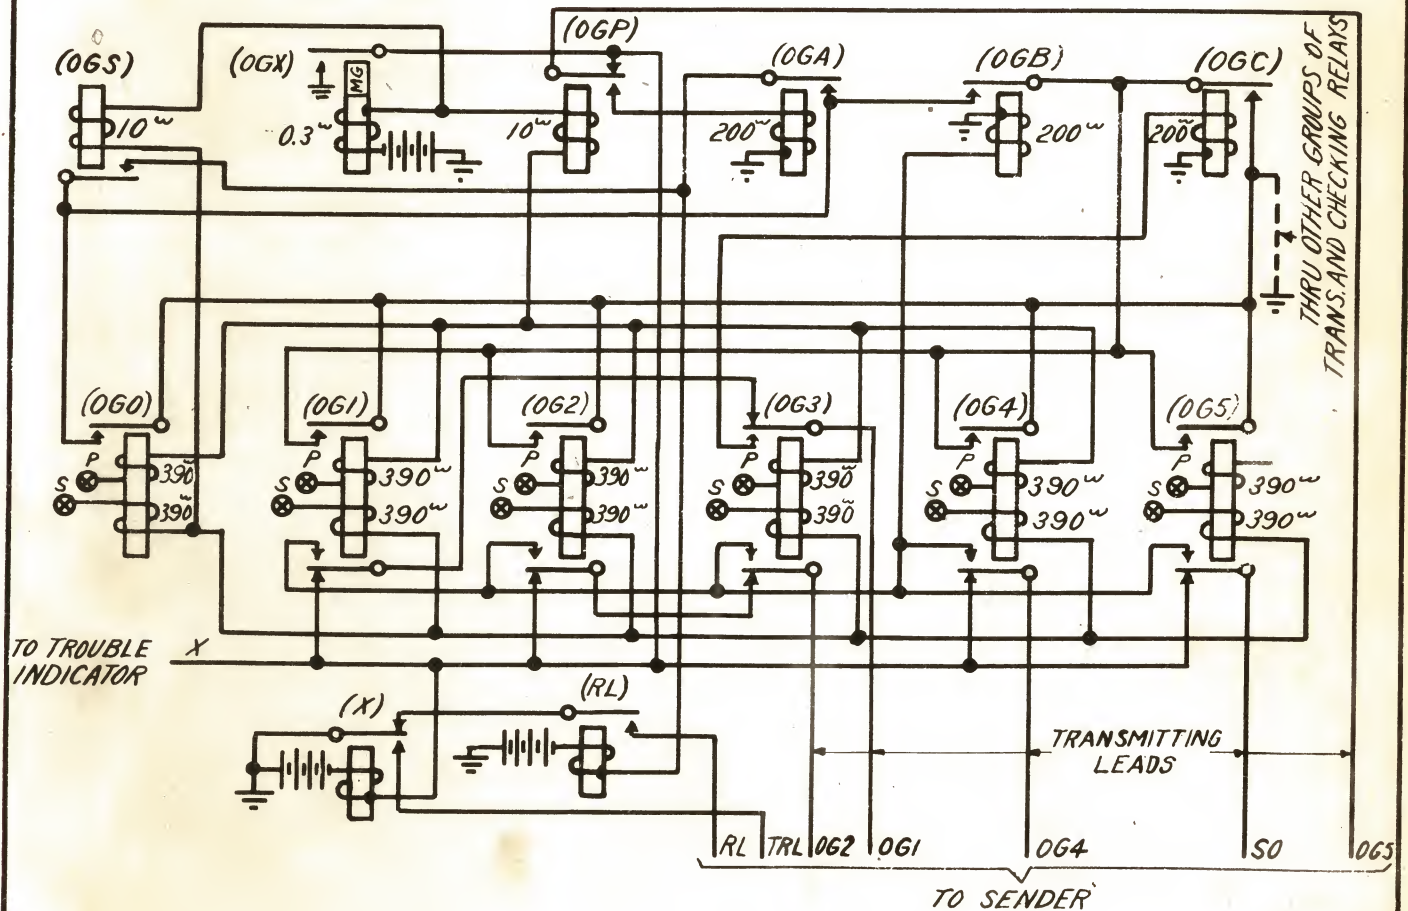 (OGS)
(OGX)
(OGP)
(OGA)
(OGB)
(OGC)
THRU OTHER GROUPS OF
TRANS. AND CHECKING RELAYS
MG
10ω
0.3ω
10ω
200ω
200ω
200ω
(OG0)
(OG1)
(OG2)
(OG3)
(OG4)
(OG5)
P
S
390ω
390ω
P
S
390ω
390ω
P
S
390ω
390ω
P
S
390ω
390ω
P
S
390ω
390ω
P
S
390ω
390ω
TO TROUBLE
INDICATOR
X
(X)
(RL)
TRANSMITTING
LEADS
RL
TRL
OG2
OG1
OG4
SO
OG5
TO SENDER